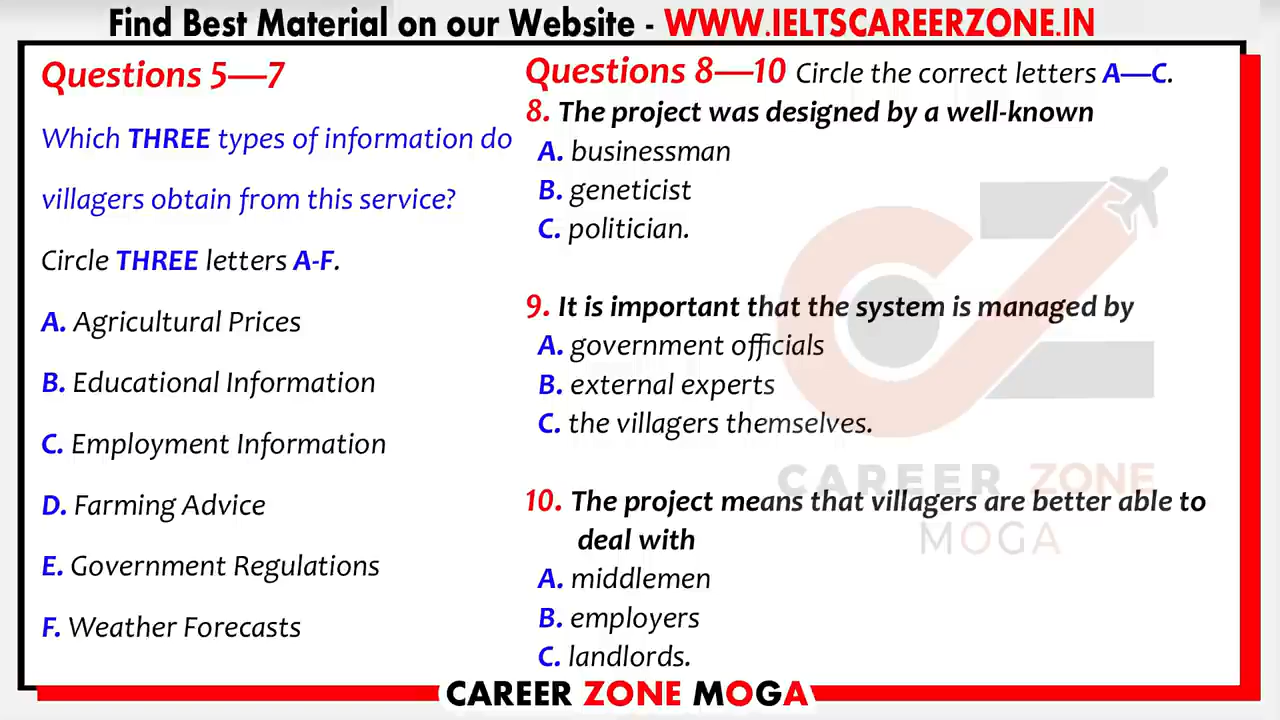 Find Best Material on our Website - WWW.IELTSCAREERZONE.IN
Questions 5—7
Which THREE types of information do
villagers obtain from this service?
Circle THREE letters A-F.
A. Agricultural Prices
B. Educational Information
C. Employment Information
D. Farming Advice
E. Government Regulations
F. Weather Forecasts
Questions 8—10 Circle the correct letters A—C.
8. The project was designed by a well-known
A. businessman
B. geneticist
C. politician.
9. It is important that the system is managed by
A. government officials
B. external experts
C. the villagers themselves.
10. The project means that villagers are better able to
deal with
A. middlemen
B. employers
C. landlords.
CAREER ZONE
MOGA
CAREER ZONE MOGA